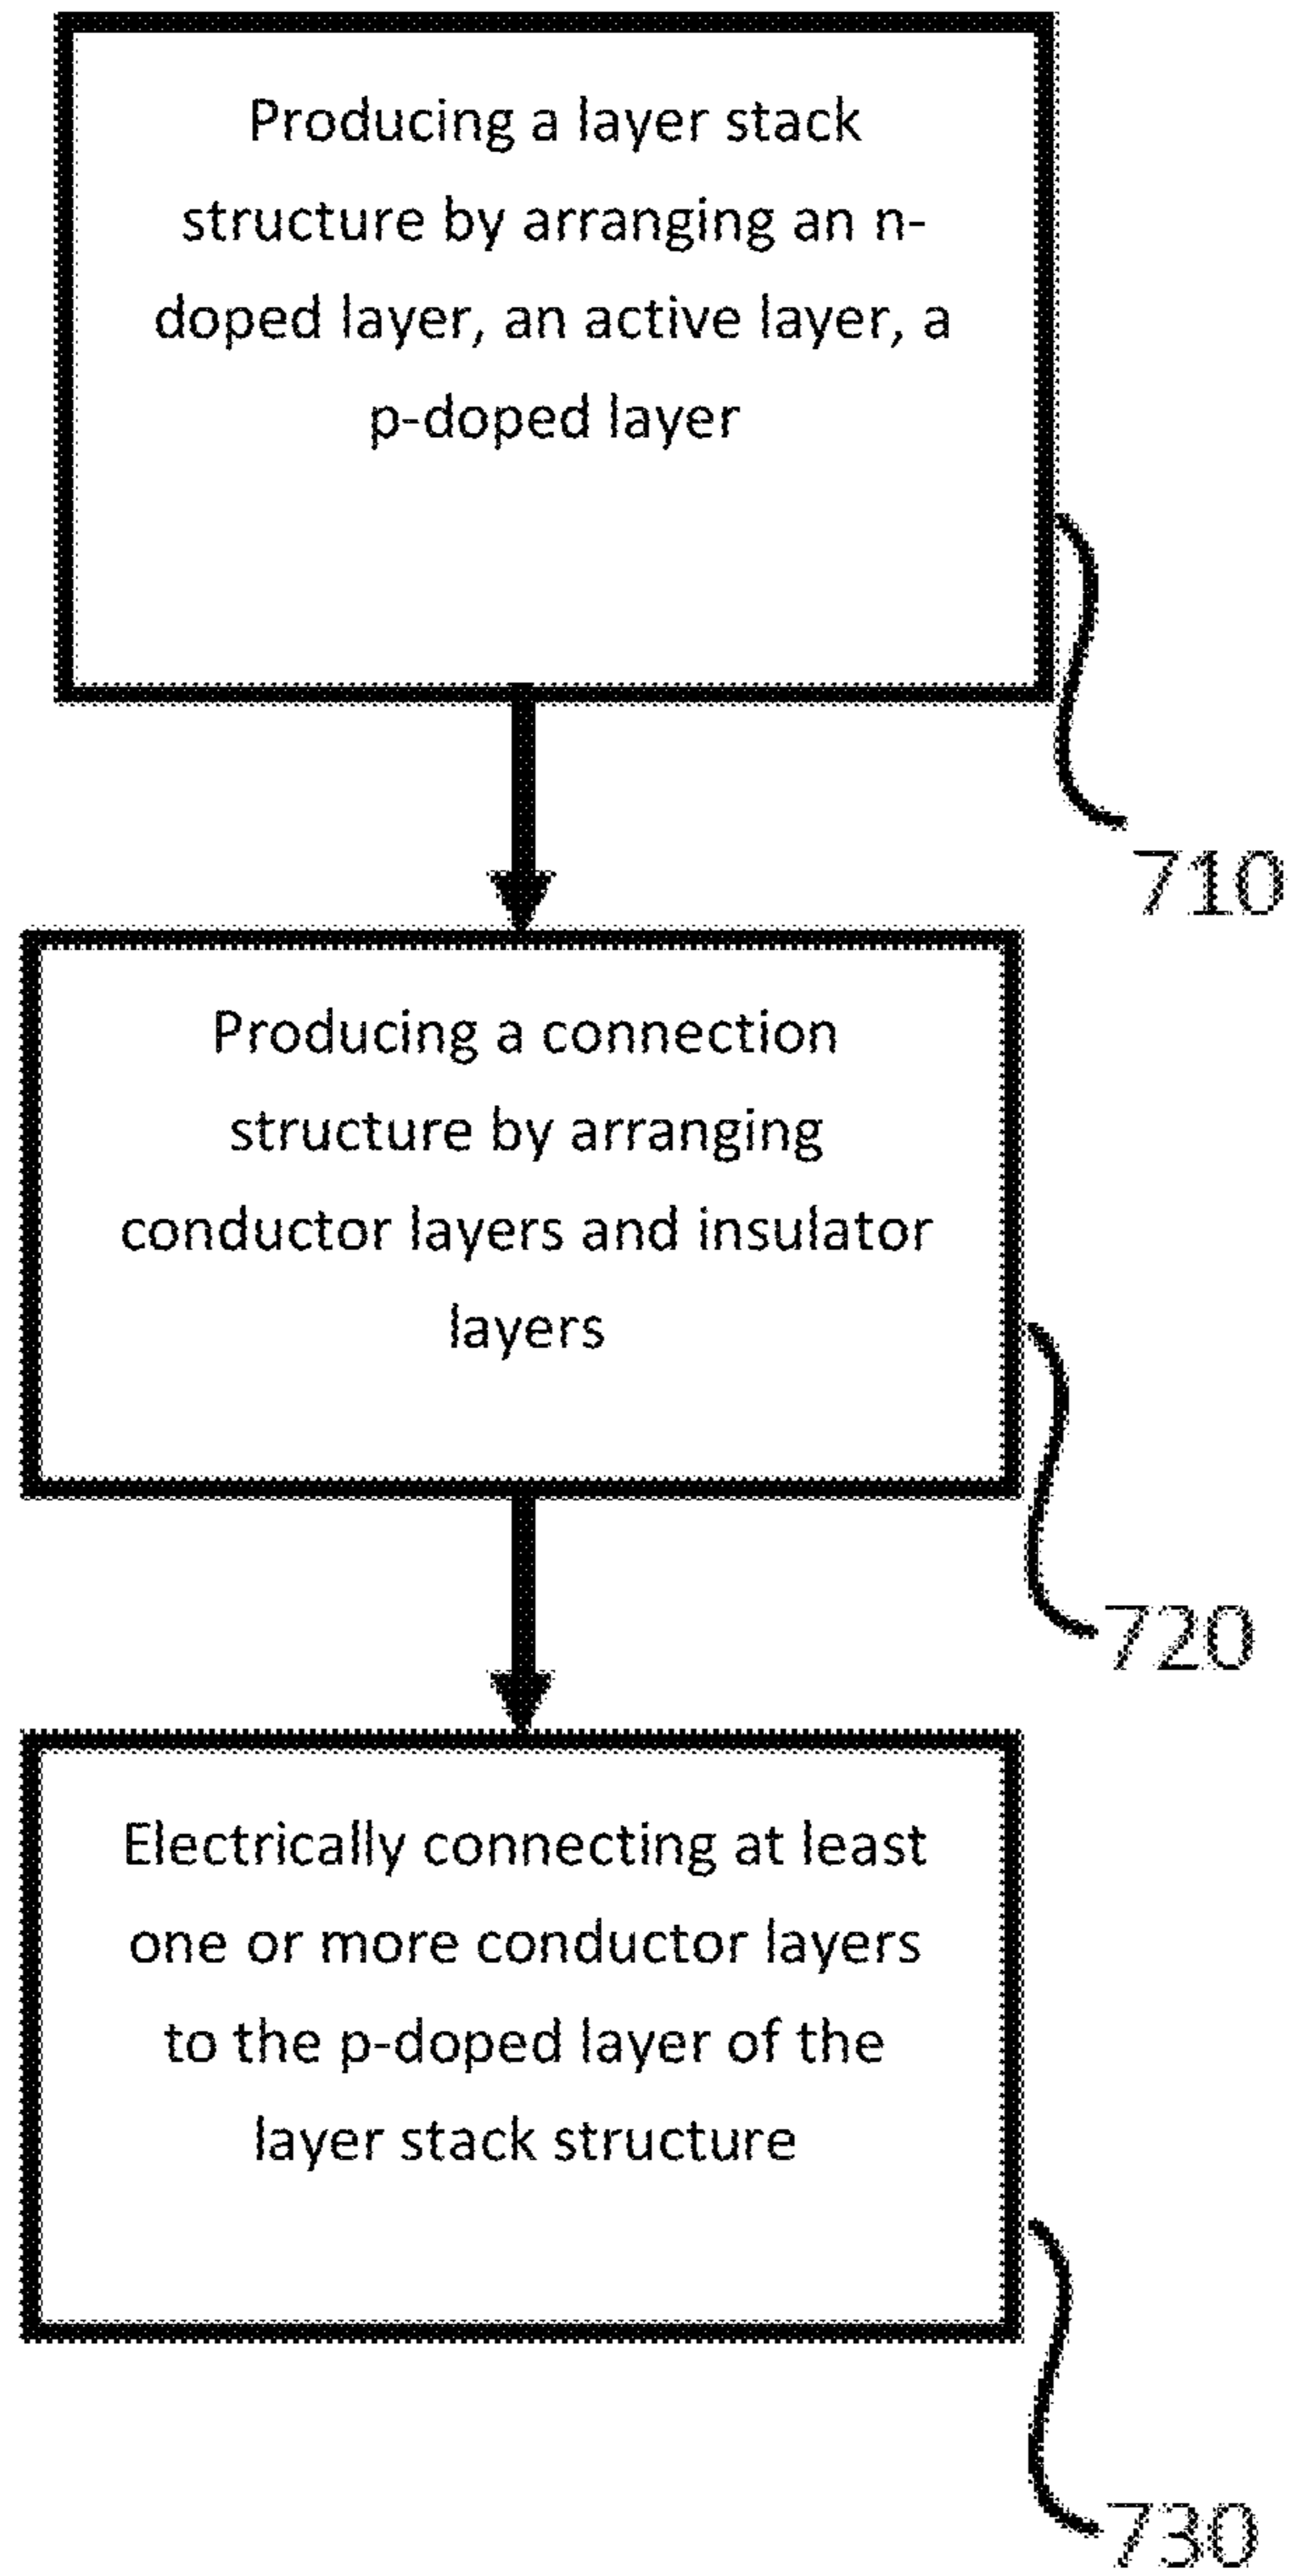 Producing a layer stack
structure by arranging an n-
doped layer, an active layer, a
p-doped layer
710
Producing a connection
structure by arranging
conductor layers and insulator
layers
720
Electrically connecting at least
one or more conductor layers
to the p-doped layer of the
layer stack structure
730